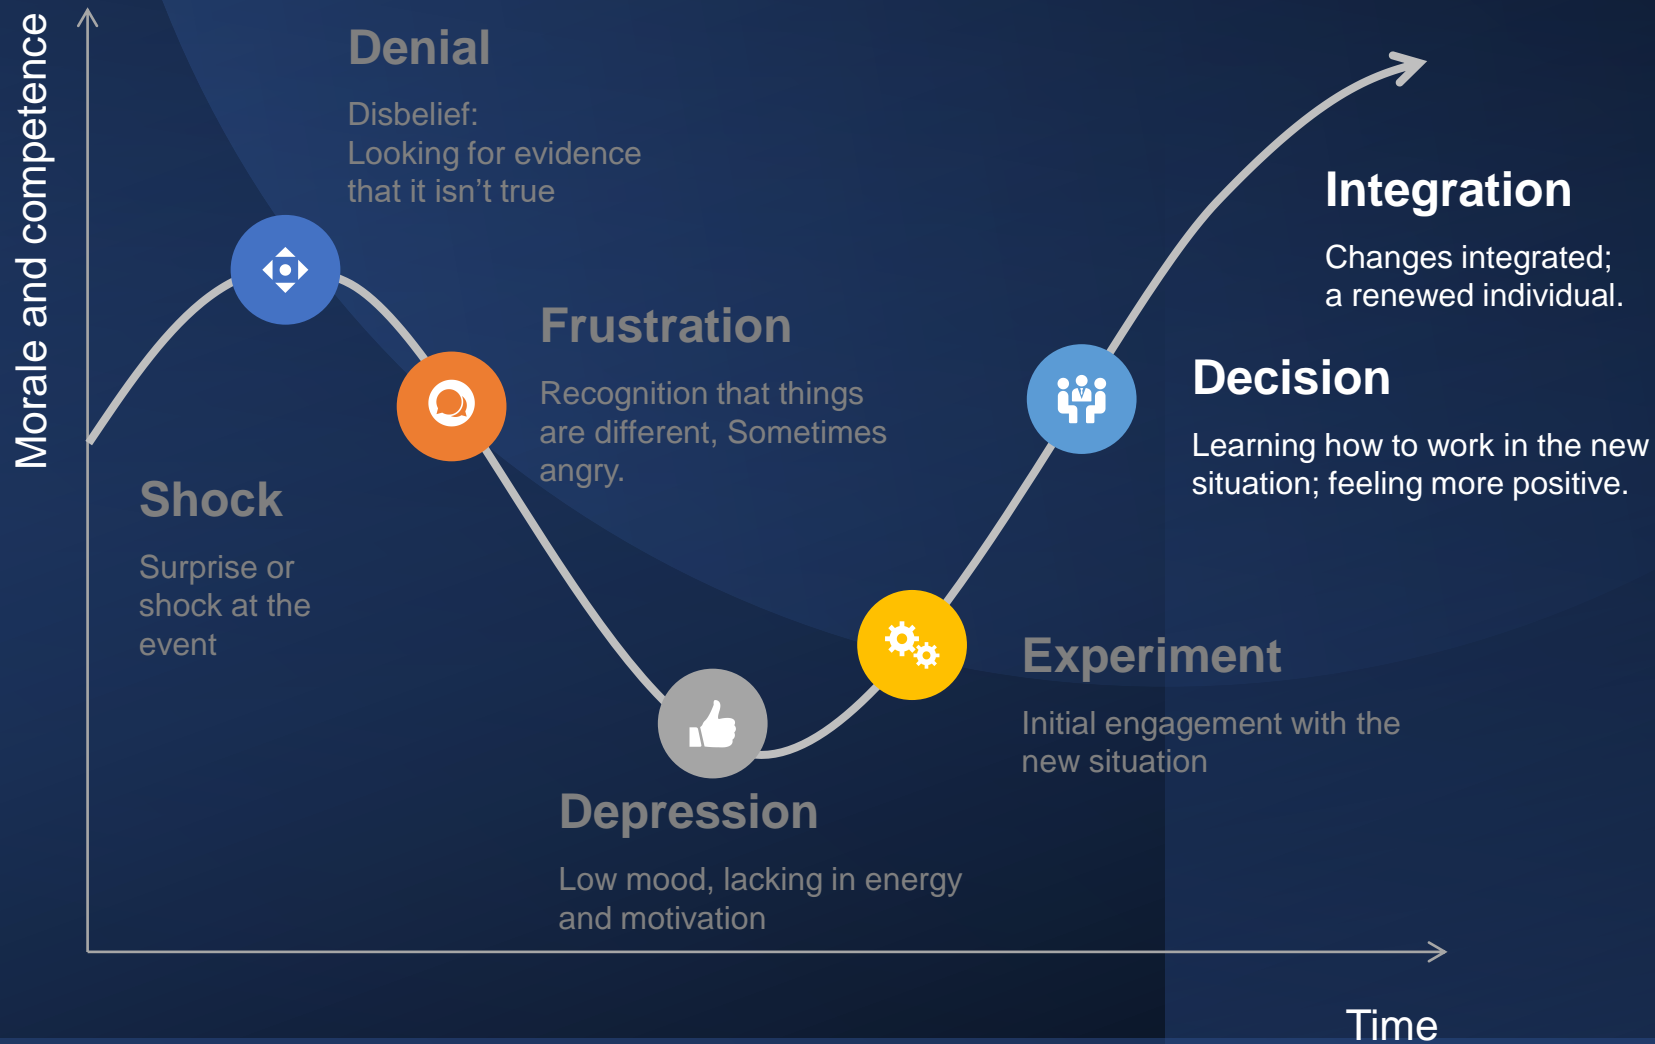 Morale and competence
Denial
Disbelief:
Looking for evidence
that it isn’t true
Shock
Surprise or
shock at the
event
Frustration
Recognition that things
are different, Sometimes
angry.
Depression
Low mood, lacking in energy
and motivation
Experiment
Initial engagement with the
new situation
Decision
Learning how to work in the new
situation; feeling more positive.
Integration
Changes integrated;
a renewed individual.
Time